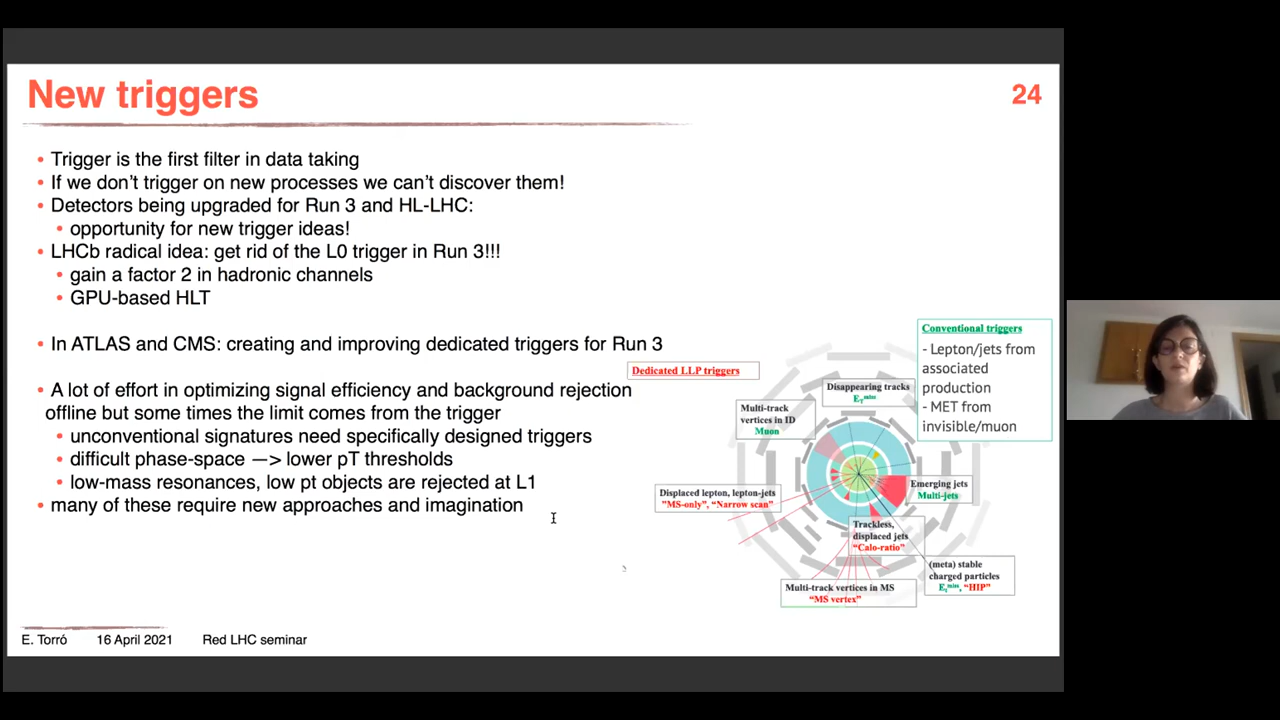 New triggers
24
• Trigger is the first filter in data taking
• If we don't trigger on new processes we can't discover them!
• Detectors being upgraded for Run 3 and HL-LHC:
• opportunity for new trigger ideas!
• LHCb radical idea: get rid of the L0 trigger in Run 3!!!
• gain a factor 2 in hadronic channels
• GPU-based HLT
• In ATLAS and CMS: creating and improving dedicated triggers for Run 3
• A lot of effort in optimizing signal efficiency and background rejection
offline but some times the limit comes from the trigger
• unconventional signatures need specifically designed triggers
• difficult phase-space —> lower pT thresholds
• low-mass resonances, low pt objects are rejected at L1
• many of these require new approaches and imagination
Conventional triggers
- Lepton/jets from
associated
production
- MET from
invisible/muon
Dedicated LLP triggers
Disappearing tracks
E_T^miss
Multi-track
vertices in ID
Muon
Displaced lepton, lepton-jets
"MS-only", "Narrow scan"
Emerging jets
Multi-jets
Trackless,
displaced jets
"Calo-ratio"
(meta) stable
charged particles
E_T^miss, "HIP"
Multi-track vertices in MS
"MS vertex"
E. Torró 16 April 2021 Red LHC seminar